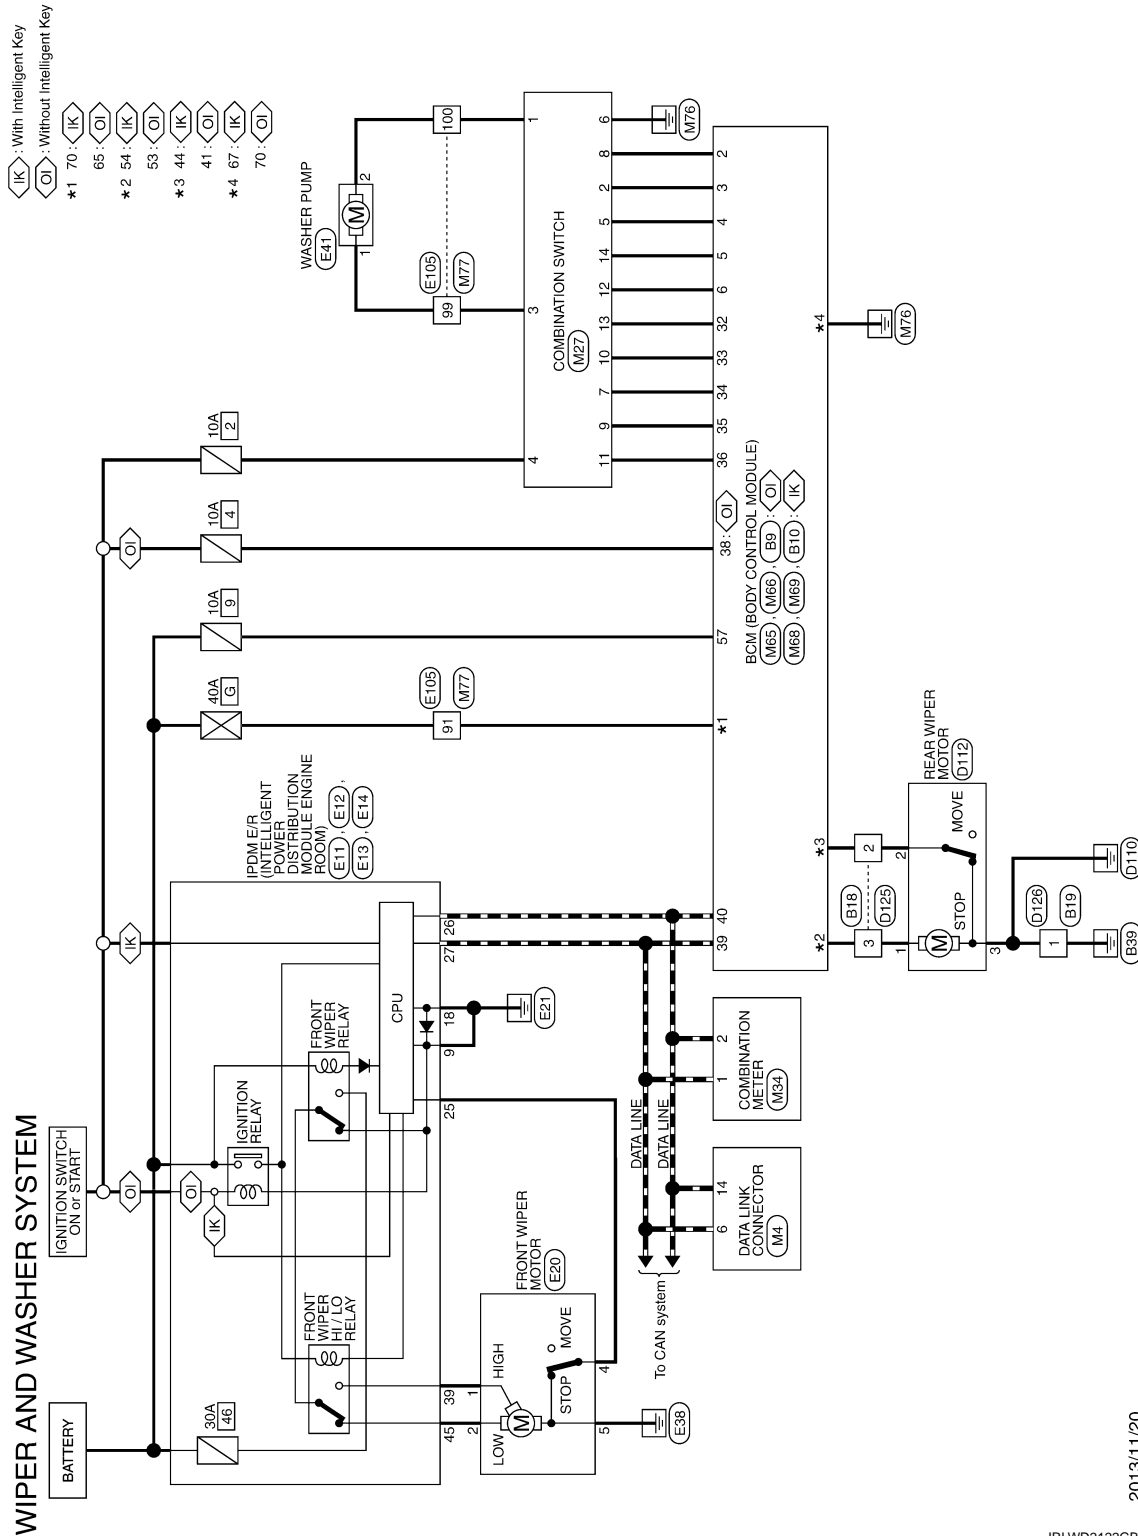 WIPER AND WASHER SYSTEM
IK : With Intelligent Key
OI : Without Intelligent Key
*1 70 : IK
65 : OI
*2 54 : IK
53 : OI
*3 44 : IK
41 : OI
*4 67 : IK
70 : OI
BATTERY
IGNITION SWITCH
ON or START
OI
IK
OI
30A
46
40A
G
10A
9
10A
4
10A
2
OI
IK
IGNITION
RELAY
IPDM E/R
(INTELLIGENT
POWER
DISTRIBUTION
MODULE ENGINE
ROOM)
E11 , E12 ,
E13 , E14
WASHER PUMP
E41
1 M 2
FRONT
WIPER
HI / LO
RELAY
FRONT
WIPER
RELAY
CPU
45 39 25 9 18 27 26
E21
91
E105
M77
99
E105
M77
100
2 1
LOW HIGH
M
STOP MOVE
5 4
FRONT WIPER
MOTOR
E20
E38
4 3 1
COMBINATION SWITCH
M27
11 9 7 10 13 12 14 5 2 8 6
M76
To CAN system
DATA LINE
DATA LINE
6 14
DATA LINK
CONNECTOR
M4
1 2
COMBINATION
METER
M34
39 40 *1 57 38 : OI 36 35 34 33 32 6 5 4 3 2
BCM (BODY CONTROL MODULE)
M65 , M66 , B9 : OI
M68 , M69 , B10 : IK
*2 *3 *4
M76
3 B18
D125 2
1 2
M
STOP MOVE
3
REAR WIPER
MOTOR
D112
1 D126
B19
B39
D110
2013/11/20